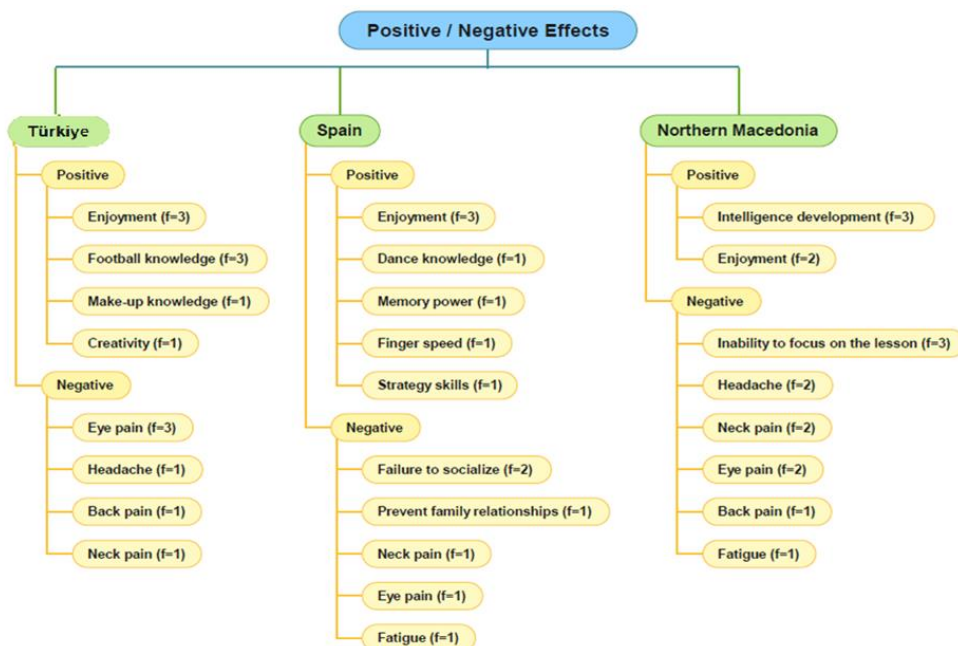 Positive / Negative Effects
Türkiye
Positive
Enjoyment (f=3)
Football knowledge (f=3)
Make-up knowledge (f=1)
Creativity (f=1)
Negative
Eye pain (f=3)
Headache (f=1)
Back pain (f=1)
Neck pain (f=1)
Spain
Positive
Enjoyment (f=3)
Dance knowledge (f=1)
Memory power (f=1)
Finger speed (f=1)
Strategy skills (f=1)
Negative
Failure to socialize (f=2)
Prevent family relationships (f=1)
Neck pain (f=1)
Eye pain (f=1)
Fatigue (f=1)
Northern Macedonia
Positive
Intelligence development (f=3)
Enjoyment (f=2)
Negative
Inability to focus on the lesson (f=3)
Headache (f=2)
Neck pain (f=2)
Eye pain (f=2)
Back pain (f=1)
Fatigue (f=1)